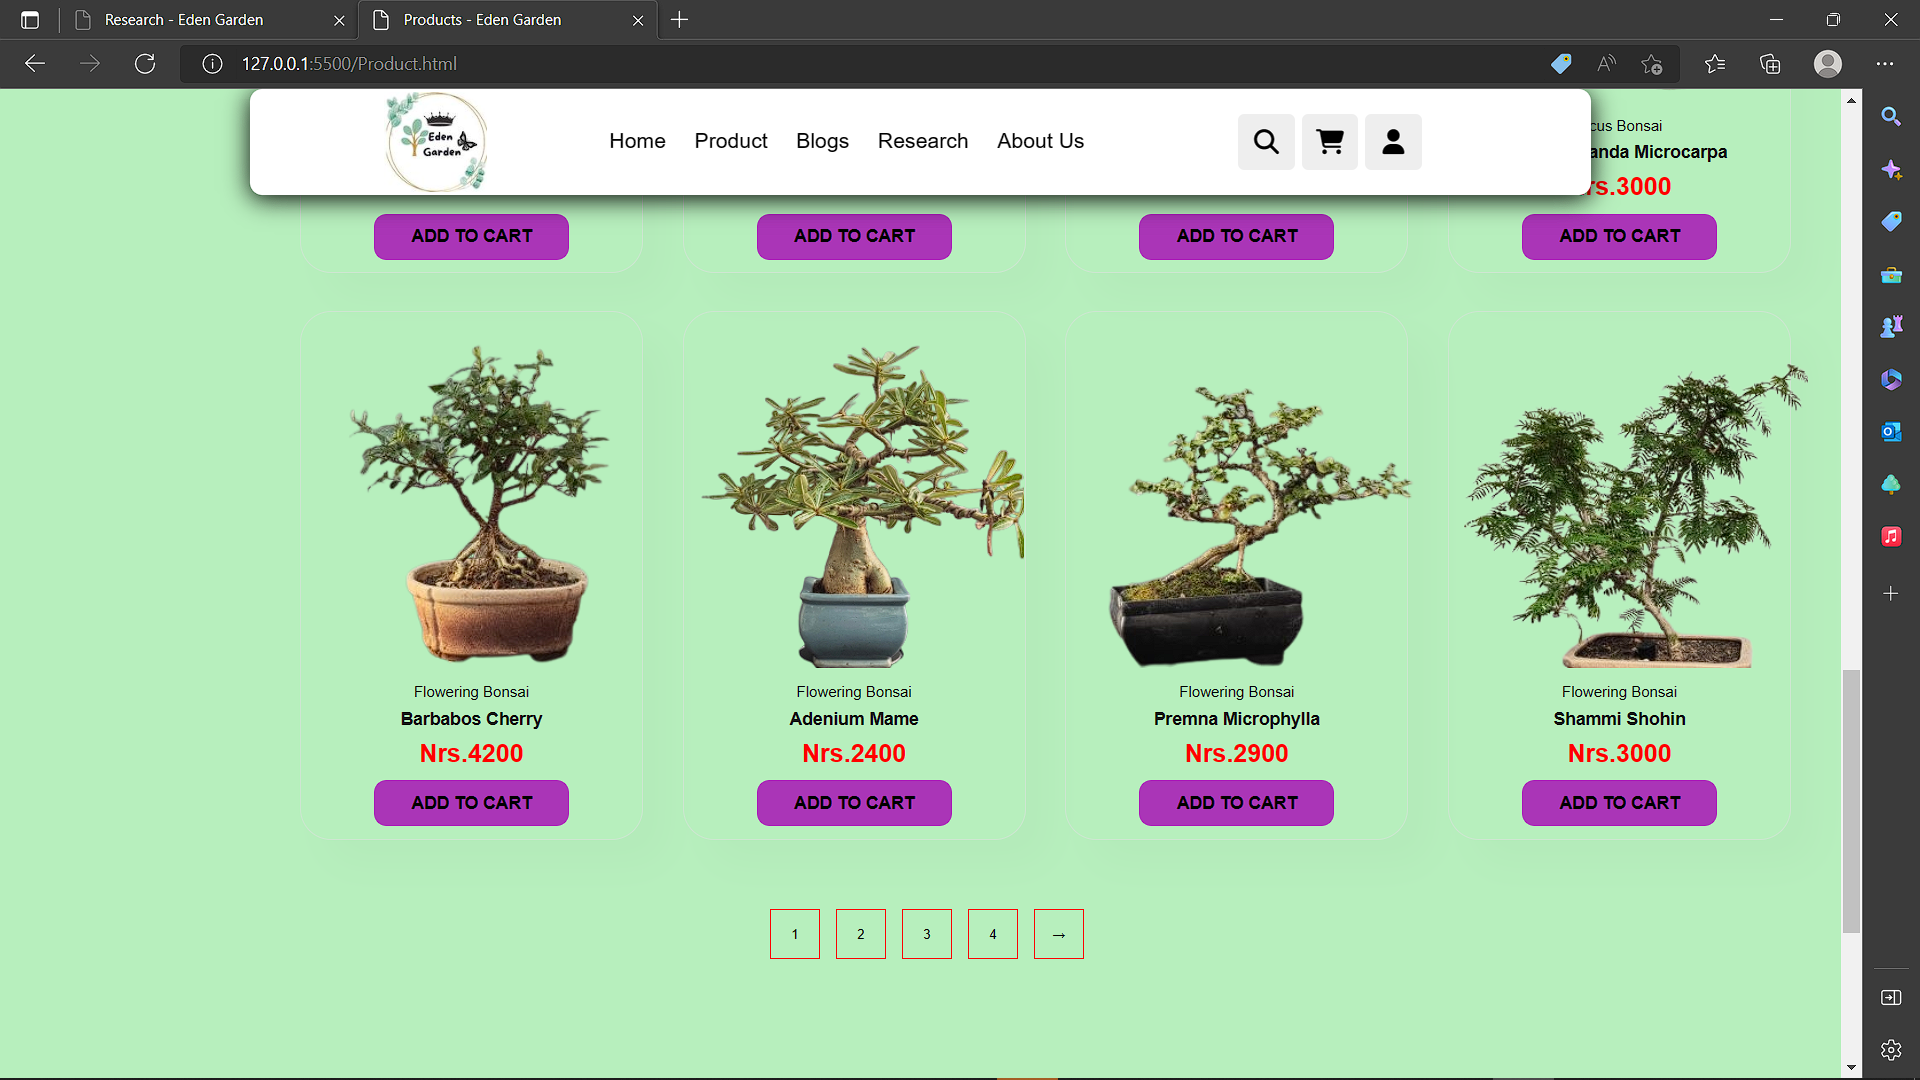 Research - Eden Garden
Products - Eden Garden
127.0.0.1:5500/Product.html
Eden
Garden
Home
Product
Blogs
Research
About Us
cus Bonsai
anda Microcarpa
rs.3000
ADD TO CART
ADD TO CART
ADD TO CART
ADD TO CART
Flowering Bonsai
Barbabos Cherry
Nrs.4200
ADD TO CART
Flowering Bonsai
Adenium Mame
Nrs.2400
ADD TO CART
Flowering Bonsai
Premna Microphylla
Nrs.2900
ADD TO CART
Flowering Bonsai
Shammi Shohin
Nrs.3000
ADD TO CART
1
2
3
4
→